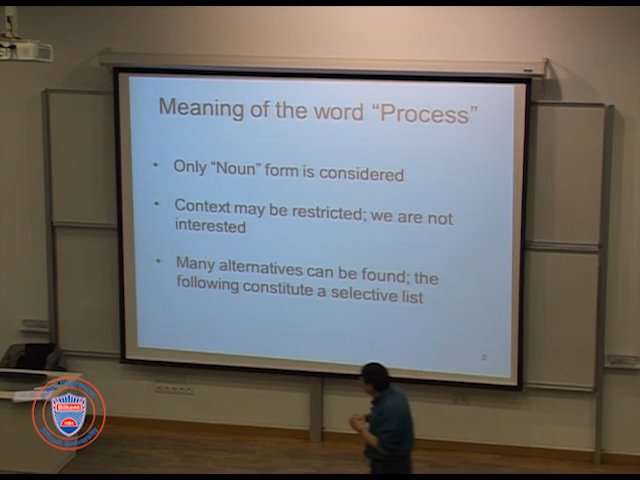 Meaning of the word “Process”
• Only “Noun” form is considered
• Context may be restricted; we are not
interested
• Many alternatives can be found; the
following constitute a selective list
2
Bilkent